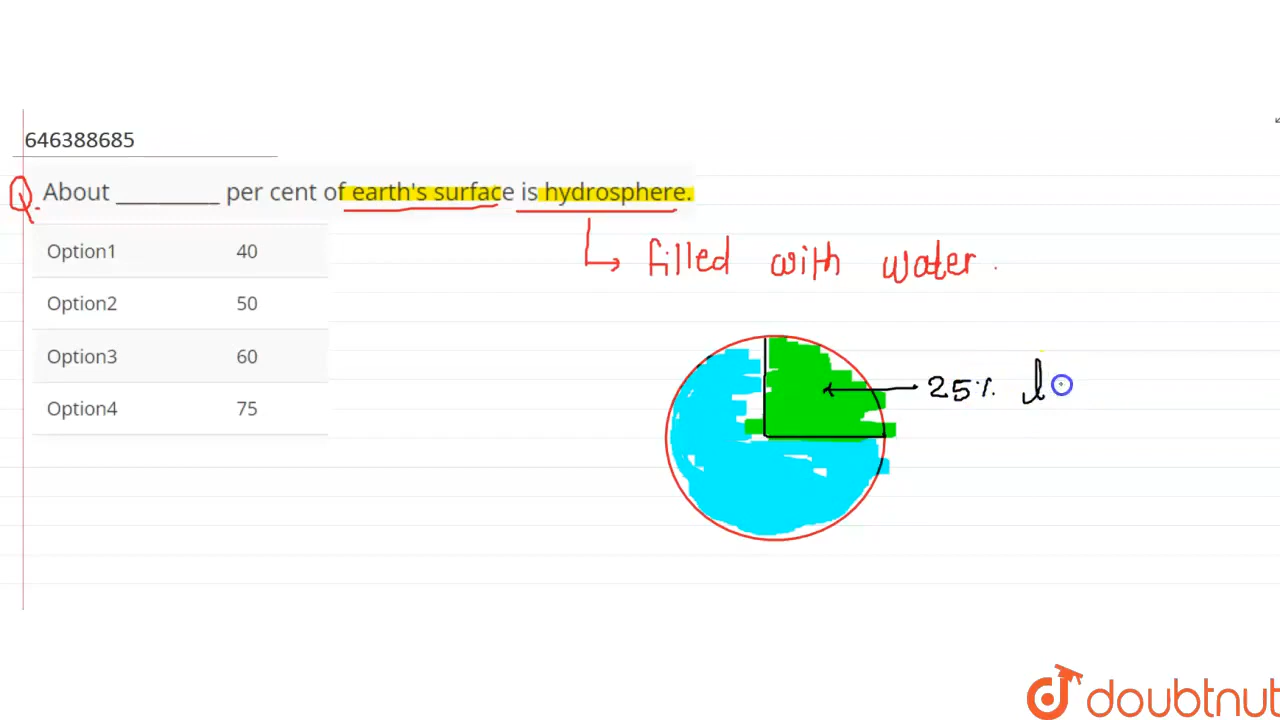 646388685
Q. About __________ per cent of earth's surface is hydrosphere.
Option1 40
Option2 50
Option3 60
Option4 75
filled with water.
25% l
doubtnut